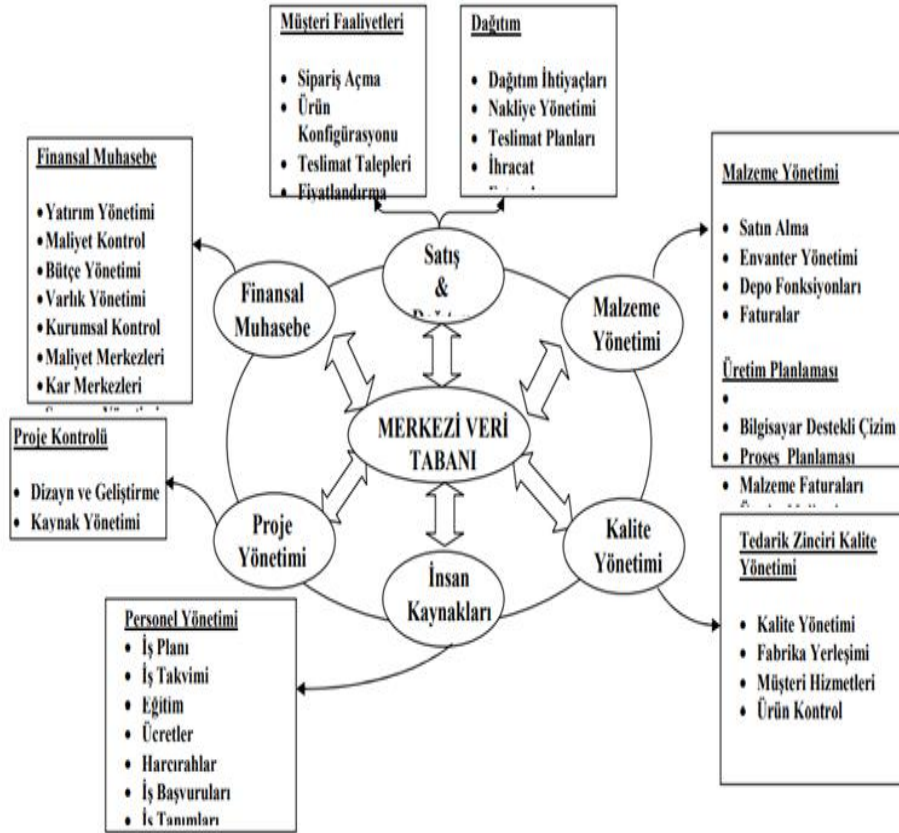 Müşteri Faaliyetleri
Sipariş Açma
Ürün
Konfigürasyonu
Teslimat Talepleri
Fiyatlandırma
Dağıtım
Dağıtım İhtiyaçları
Nakliye Yönetimi
Teslimat Planları
İhracat
Finansal Muhasebe
Yatırım Yönetimi
Maliyet Kontrol
Bütçe Yönetimi
Varlık Yönetimi
Kurumsal Kontrol
Maliyet Merkezleri
Kar Merkezleri
Malzeme Yönetimi
Satın Alma
Envanter Yönetimi
Depo Fonksiyonları
Faturalar
Üretim Planlaması
Bilgisayar Destekli Çizim
Proses Planlaması
Malzeme Faturaları
Satış
&
Finansal
Muhasebe
Malzeme
Yönetimi
MERKEZİ VERİ
TABANI
Proje
Yönetimi
İnsan
Kaynakları
Kalite
Yönetimi
Proje Kontrolü
Dizayn ve Geliştirme
Kaynak Yönetimi
Tedarik Zinciri Kalite
Yönetimi
Kalite Yönetimi
Fabrika Yerleşimi
Müşteri Hizmetleri
Ürün Kontrol
Personel Yönetimi
İş Planı
İş Takvimi
Eğitim
Ücretler
Harcırahlar
İş Başvuruları
İş Tanımları